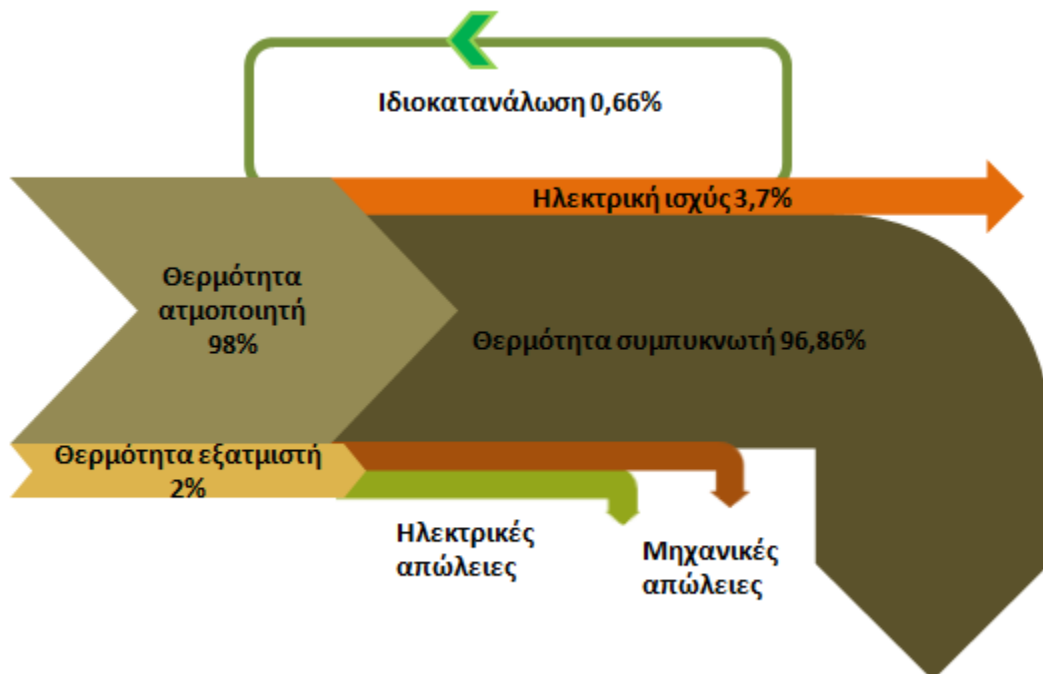 Ιδιοκατανάλωση 0,66%
Ηλεκτρική ισχύς 3,7%
Θερμότητα
ατμοποιητή
98%
Θερμότητα συμπυκνωτή 96,86%
Θερμότητα εξατμιστή
2%
Ηλεκτρικές
απώλειες
Μηχανικές
απώλειες